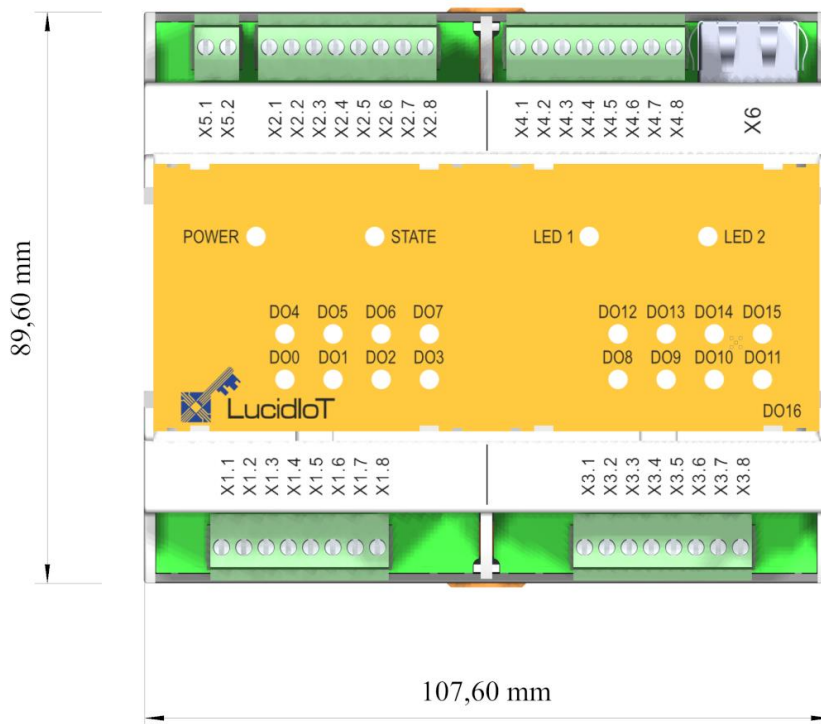 X5.1 X5.2 X2.1 X2.2 X2.3 X2.4 X2.5 X2.6 X2.7 X2.8 X4.1 X4.2 X4.3 X4.4 X4.5 X4.6 X4.7 X4.8 X6
POWER STATE LED 1 LED 2
89,60 mm
DO4 DO5 DO6 DO7 DO12 DO13 DO14 DO15
DO0 DO1 DO2 DO3 DO8 DO9 DO10 DO11
LucidIoT DO16
X1.1 X1.2 X1.3 X1.4 X1.5 X1.6 X1.7 X1.8 X3.1 X3.2 X3.3 X3.4 X3.5 X3.6 X3.7 X3.8
107,60 mm